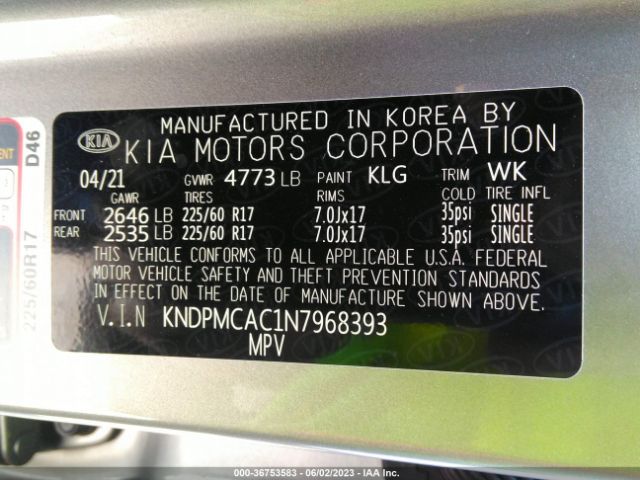 MANUFACTURED IN KOREA BY
KIA KIA MOTORS CORPORATION
04/21 GVWR 4773 LB PAINT KLG TRIM WK
GAWR TIRES RIMS COLD TIRE INFL
FRONT 2646 LB 225/60 R17 7.0Jx17 35psi SINGLE
REAR 2535 LB 225/60 R17 7.0Jx17 35psi SINGLE
THIS VEHICLE CONFORMS TO ALL APPLICABLE U.S.A. FEDERAL
MOTOR VEHICLE SAFETY AND THEFT PREVENTION STANDARDS
IN EFFECT ON THE DATE OF MANUFACTURE SHOWN ABOVE.
V.I.N KNDPMCAC1N7968393
MPV
D46
225/60R17
000-36753583 - 06/02/2023 - IAA Inc.